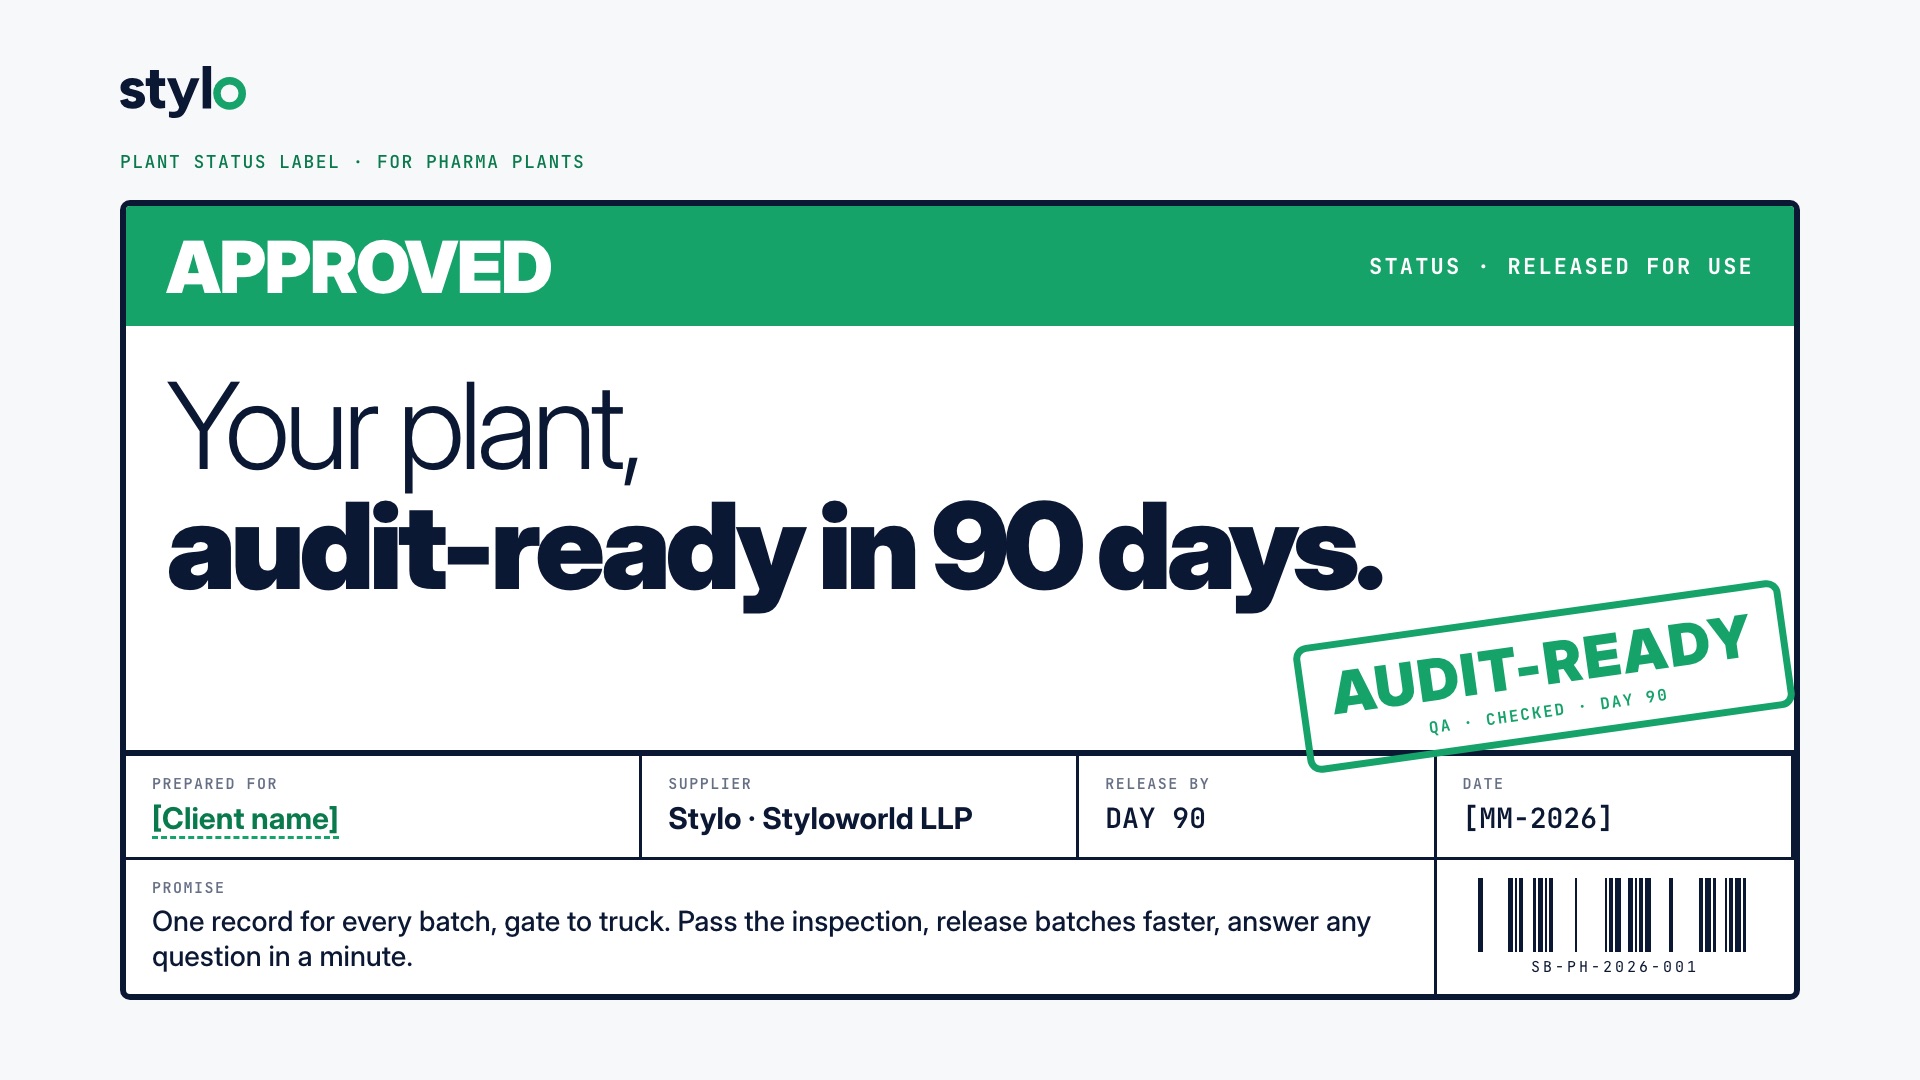 stylo
PLANT STATUS LABEL · FOR PHARMA PLANTS
APPROVED
STATUS · RELEASED FOR USE
Your plant,
audit-ready in 90 days.
AUDIT-READY
QA · CHECKED · DAY 90
PREPARED FOR
[Client name]
SUPPLIER
Stylo · Styloworld LLP
RELEASE BY
DAY 90
DATE
[MM-2026]
PROMISE
One record for every batch, gate to truck. Pass the inspection, release batches faster, answer any
question in a minute.
SB-PH-2026-001